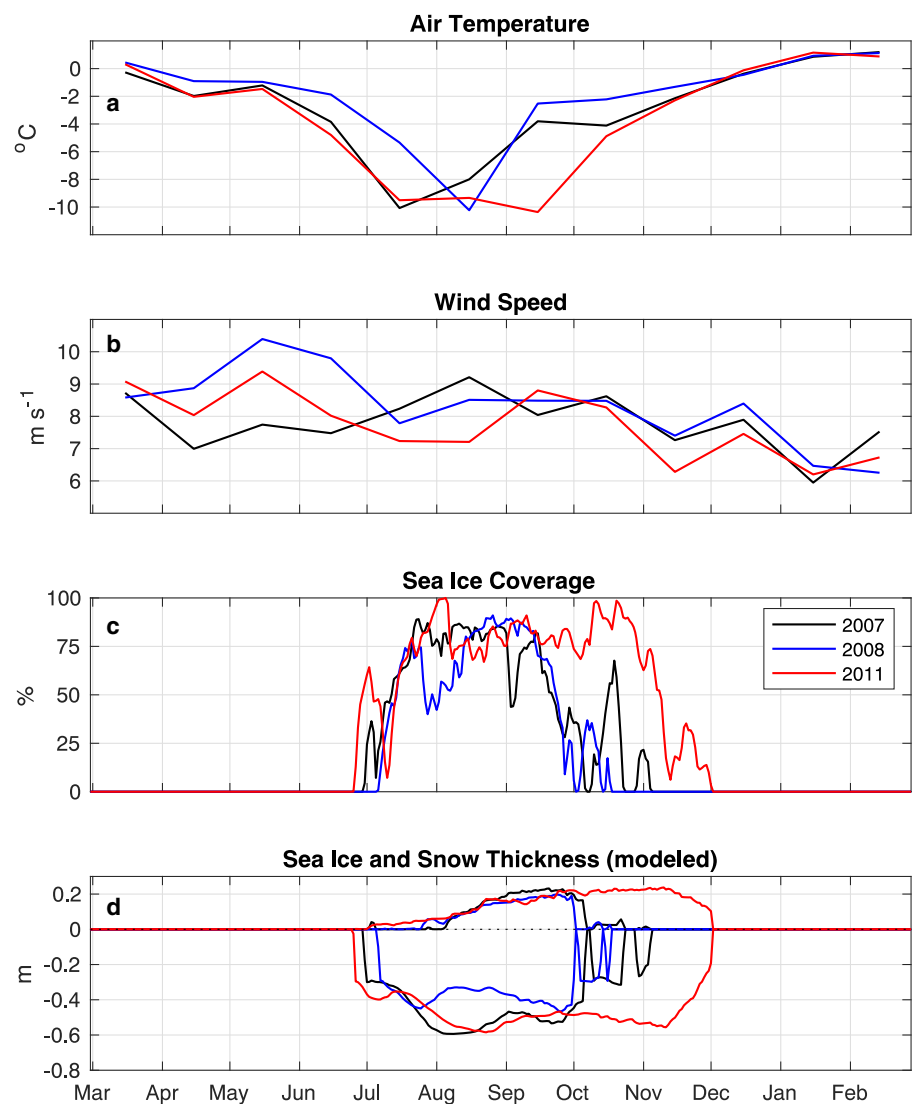 Air Temperature
a
0
-2
-4
-6
-8
-10
°C
Wind Speed
b
10
9
8
7
6
m s⁻¹
Sea Ice Coverage
c
100
75
50
25
0
%
2007
2008
2011
Sea Ice and Snow Thickness (modeled)
d
0.2
0
-0.2
-0.4
-0.6
-0.8
m
Mar Apr May Jun Jul Aug Sep Oct Nov Dec Jan Feb